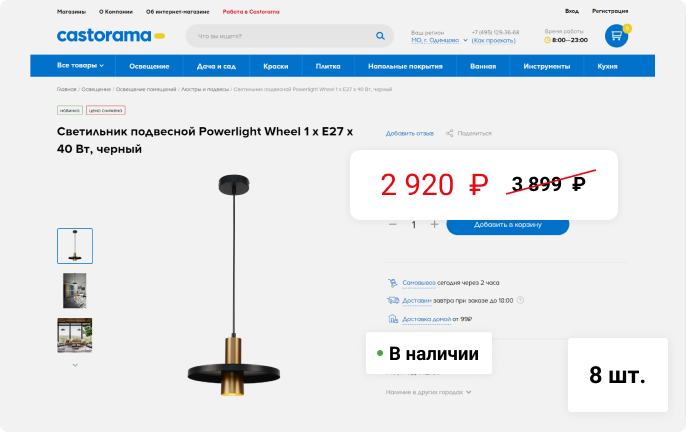 Магазины О Компании Об интернет-магазине Работа в Castorama Вход Регистрация
castorama
Что вы ищете?
Ваш регион
МО, г. Одинцово
+7 (495) 129-36-68
(Как проехать)
Время работы
8:00—23:00
Все товары Освещение Дача и сад Краски Плитка Напольные покрытия Ванная Инструменты Кухня
Главная / Освещение / Освещение помещений / Люстры и подвесы / Светильник подвесной Powerlight Wheel 1 x E27 x 40 Вт, черный
НОВИНКА ЦЕНА СНИЖЕНА
Светильник подвесной Powerlight Wheel 1 x E27 x
40 Вт, черный
Добавить отзыв Поделиться
2 920 ₽ 3 899 ₽
— 1 + Добавить в корзину
Самовывоз сегодня через 2 часа
Доставим завтра при заказе до 18:00 ?
Доставка домой от 99₽
В наличии
8 шт.
Наличие в других городах